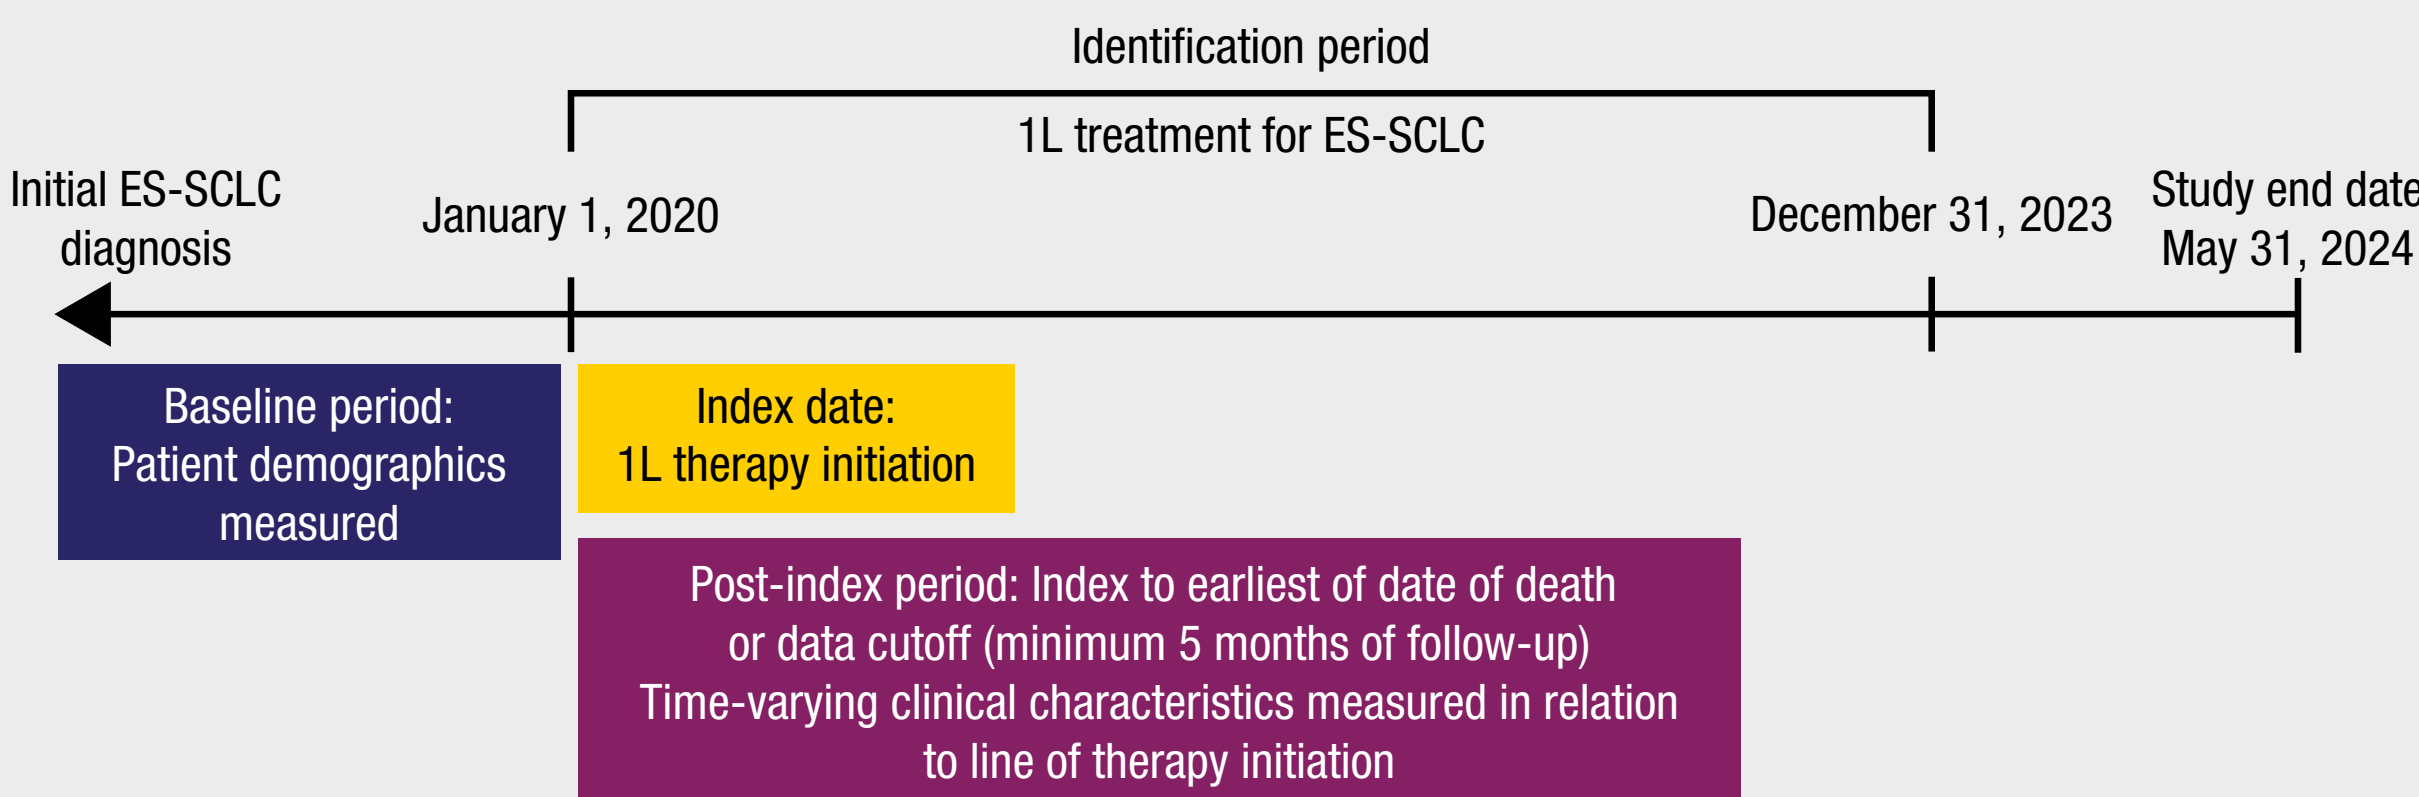 Identification period
1L treatment for ES-SCLC
Initial ES-SCLC
diagnosis
January 1, 2020
December 31, 2023
Study end date
May 31, 2024
Baseline period:
Patient demographics
measured
Index date:
1L therapy initiation
Post-index period: Index to earliest of date of death
or data cutoff (minimum 5 months of follow-up)
Time-varying clinical characteristics measured in relation
to line of therapy initiation